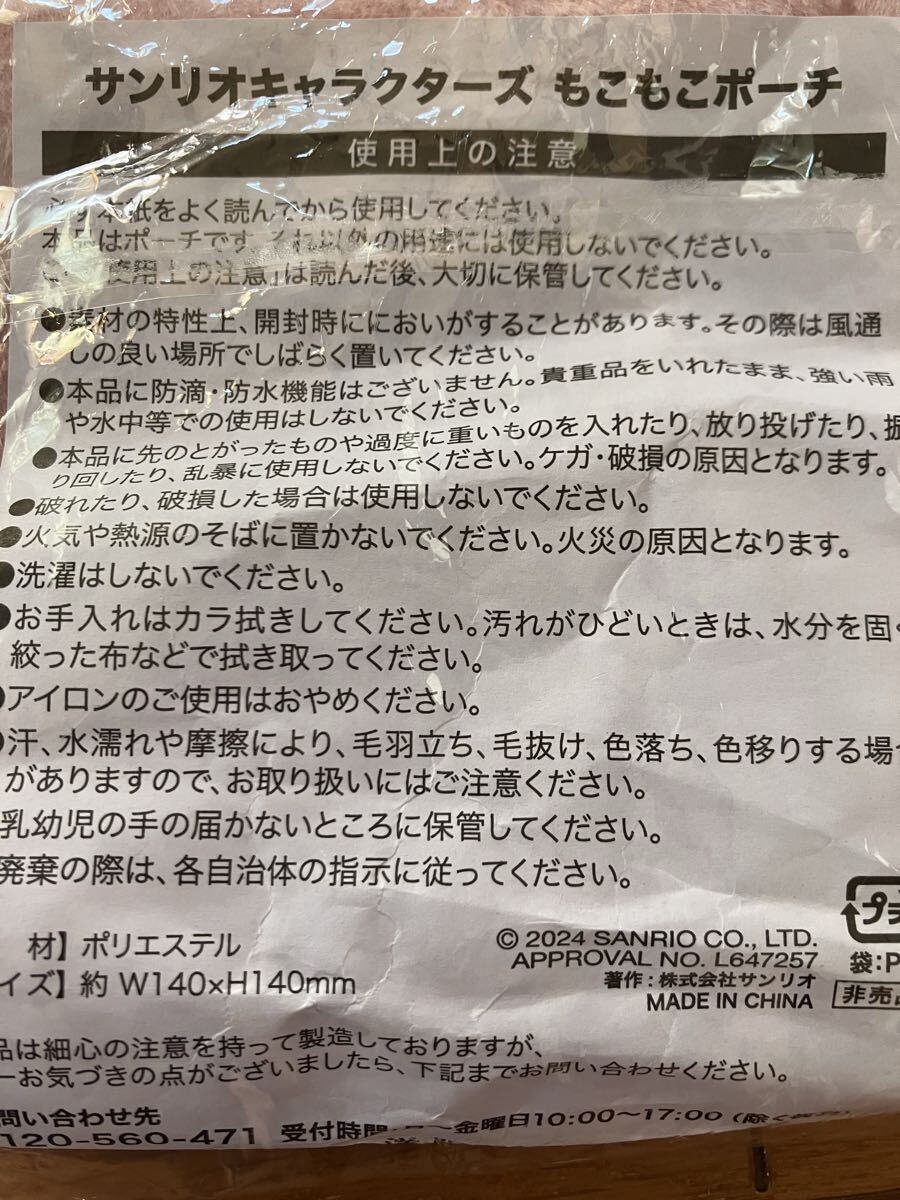 サンリオキャラクターズ もこもこポーチ
使用上の注意
必ず本紙をよく読んでから使用してください。
本品はポーチです。それ以外の用途には使用しないでください。
使用上の注意」は読んだ後、大切に保管してください。
●素材の特性上、開封時ににおいがすることがあります。その際は風通
しの良い場所でしばらく置いてください。
●本品に防滴・防水機能はございません。貴重品をいれたまま、強い雨
や水中等での使用はしないでください。
●本品に先のとがったものや過度に重いものを入れたり、放り投げたり、振
り回したり、乱暴に使用しないでください。ケガ・破損の原因となります。
●破れたり、破損した場合は使用しないでください。
●火気や熱源のそばに置かないでください。火災の原因となります。
●洗濯はしないでください。
●お手入れはカラ拭きしてください。汚れがひどいときは、水分を固く
絞った布などで拭き取ってください。
●アイロンのご使用はおやめください。
●汗、水濡れや摩擦により、毛羽立ち、毛抜け、色落ち、色移りする場合
がありますので、お取り扱いにはご注意ください。
乳幼児の手の届かないところに保管してください。
廃棄の際は、各自治体の指示に従ってください。
材】ポリエステル
イズ】約 W140×H140mm
© 2024 SANRIO CO., LTD.
APPROVAL NO. L647257
著作:株式会社サンリオ
MADE IN CHINA
プラ
袋:P
非売品
品は細心の注意を持って製造しておりますが、
一お気づきの点がございましたら、下記までお問い合わせください。
問い合わせ先
120-560-471 受付時間:月〜金曜日10:00〜17:00 (除く